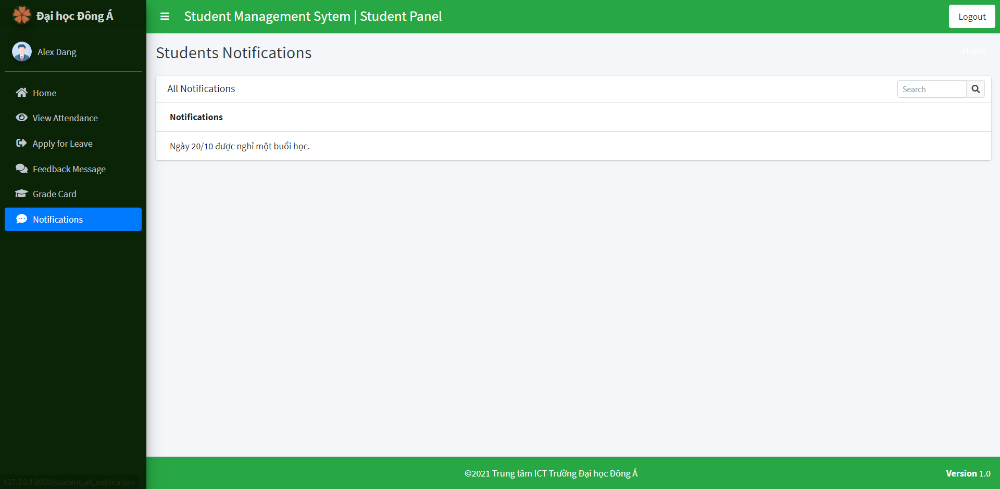 Đại học Đông Á
Student Management Sytem | Student Panel
Logout
Alex Dang
Students Notifications
Home
Home
View Attendance
Apply for Leave
Feedback Message
Grade Card
Notifications
All Notifications
Search
Notifications
Ngày 20/10 được nghỉ một buổi học.
©2021 Trung tâm ICT Trường Đại học Đông Á
Version 1.0
127.0.0.1:8000/student_all_notification